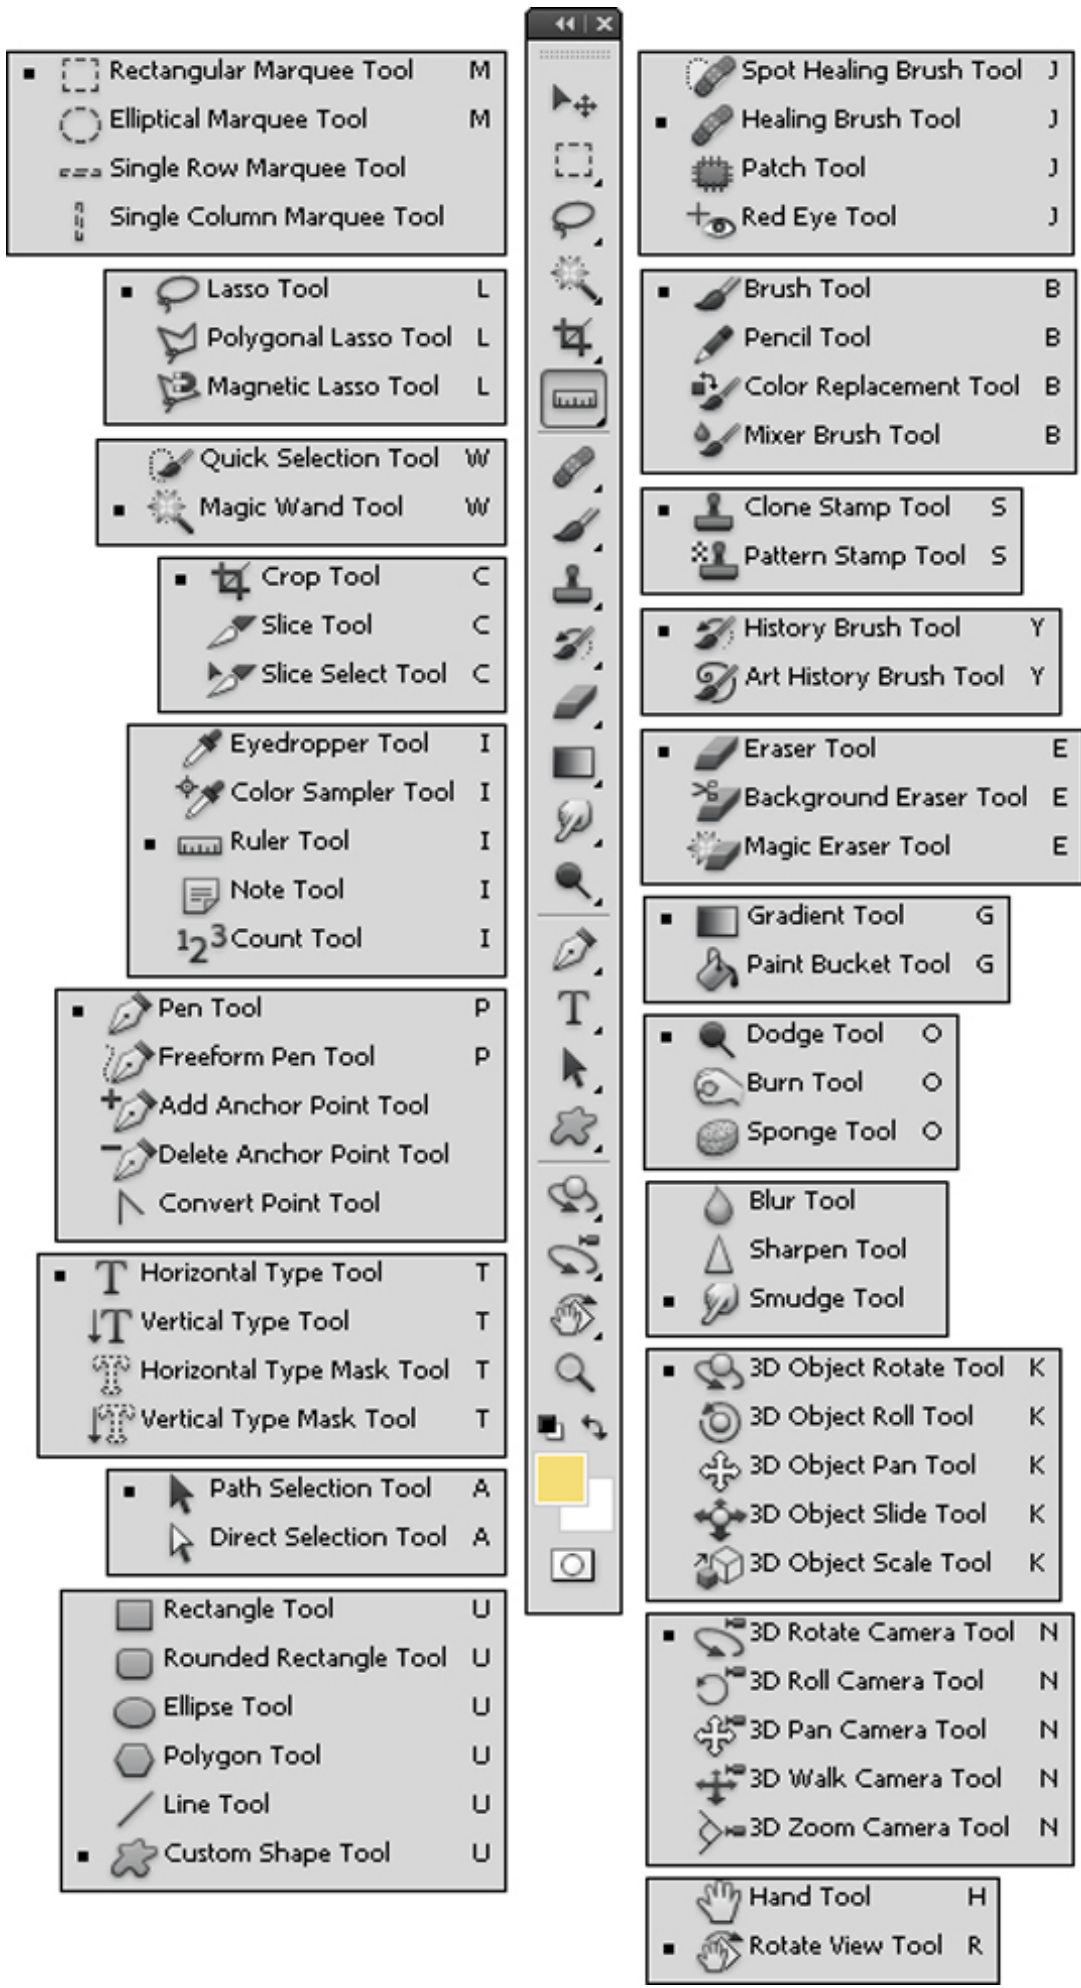 Rectangular Marquee Tool M
Elliptical Marquee Tool M
Single Row Marquee Tool
Single Column Marquee Tool
Lasso Tool L
Polygonal Lasso Tool L
Magnetic Lasso Tool L
Quick Selection Tool W
Magic Wand Tool W
Crop Tool C
Slice Tool C
Slice Select Tool C
Eyedropper Tool I
Color Sampler Tool I
Ruler Tool I
Note Tool I
123 Count Tool I
Pen Tool P
Freeform Pen Tool P
Add Anchor Point Tool
Delete Anchor Point Tool
Convert Point Tool
T Horizontal Type Tool T
T Vertical Type Tool T
T Horizontal Type Mask Tool T
T Vertical Type Mask Tool T
Path Selection Tool A
Direct Selection Tool A
Rectangle Tool U
Rounded Rectangle Tool U
Ellipse Tool U
Polygon Tool U
Line Tool U
Custom Shape Tool U
T
Spot Healing Brush Tool J
Healing Brush Tool J
Patch Tool J
Red Eye Tool J
Brush Tool B
Pencil Tool B
Color Replacement Tool B
Mixer Brush Tool B
Clone Stamp Tool S
Pattern Stamp Tool S
History Brush Tool Y
Art History Brush Tool Y
Eraser Tool E
Background Eraser Tool E
Magic Eraser Tool E
Gradient Tool G
Paint Bucket Tool G
Dodge Tool O
Burn Tool O
Sponge Tool O
Blur Tool
Sharpen Tool
Smudge Tool
3D Object Rotate Tool K
3D Object Roll Tool K
3D Object Pan Tool K
3D Object Slide Tool K
3D Object Scale Tool K
3D Rotate Camera Tool N
3D Roll Camera Tool N
3D Pan Camera Tool N
3D Walk Camera Tool N
3D Zoom Camera Tool N
Hand Tool H
Rotate View Tool R